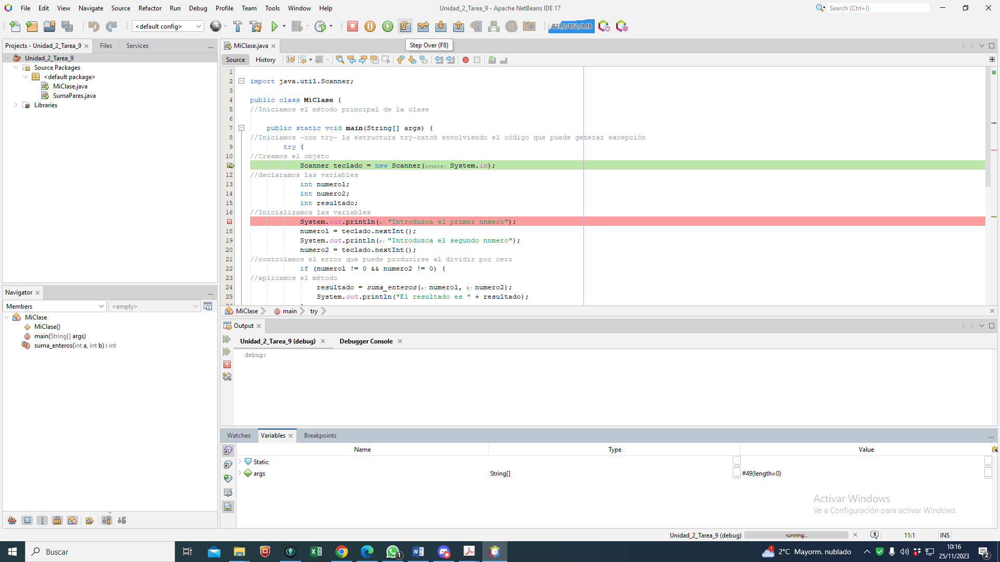 File Edit View Navigate Source Refactor Run Debug Profile Team Tools Window Help
Unidad_2_Tarea_9 - Apache NetBeans IDE 17
Search (Ctrl+I)
<default config>
823,2/852,0MB
Projects - Unidad_2_Tarea_9 Files Services
MiClase.java
Step Over (F8)
Source History
Unidad_2_Tarea_9
Source Packages
<default package>
MiClase.java
SumaPares.java
Libraries
1
2 import java.util.Scanner;
3
4 public class MiClase {
5 //Iniciamos el método principal de la clase
6
7 public static void main(String[] args) {
8 //Iniciamos -con try- la estructura try-catch envolviendo el código que puede generar excepción
9 try {
10 //Creamos el objeto
Scanner teclado = new Scanner(source: System.in);
12 //declaramos las variables
13 int numero1;
14 int numero2;
15 int resultado;
16 //Inicializamos las variables
System.out.println(x: "Introduzca el primer nnmero");
18 numero1 = teclado.nextInt();
19 System.out.println(x: "Introduzca el segundo nnmero");
20 numero2 = teclado.nextInt();
21 //controlamos el error que puede producirse al dividir por cero
22 if (numero1 != 0 && numero2 != 0) {
23 //aplicamos el método
24 resultado = suma_enteros(a: numero1, b: numero2);
25 System.out.println("El resultado es " + resultado);
MiClase main try
Navigator
Members <empty>
MiClase
MiClase()
main(String[] args)
suma_enteros(int a, int b) : int
Output
Unidad_2_Tarea_9 (debug) Debugger Console
debug:
Watches Variables Breakpoints
Name Type Value
Static ... ...
args String[] ... #49(length=0) ...
Activar Windows
Ve a Configuración para activar Windows.
Unidad_2_Tarea_9 (debug) running... 1 11:1 INS
Buscar
1
1 2°C Mayorm. nublado
10:16
25/11/2023
2